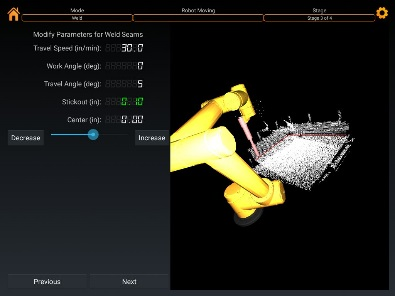 Mode
Robot Moving
Stage
Weld
Stage 3 of 4
Modify Parameters for Weld Seams
Travel Speed (in/min): 30.0
Work Angle (deg): 0
Travel Angle (deg): 5
Stickout (in): 0.10
Center (in): 0.00
Decrease
Increase
Previous
Next